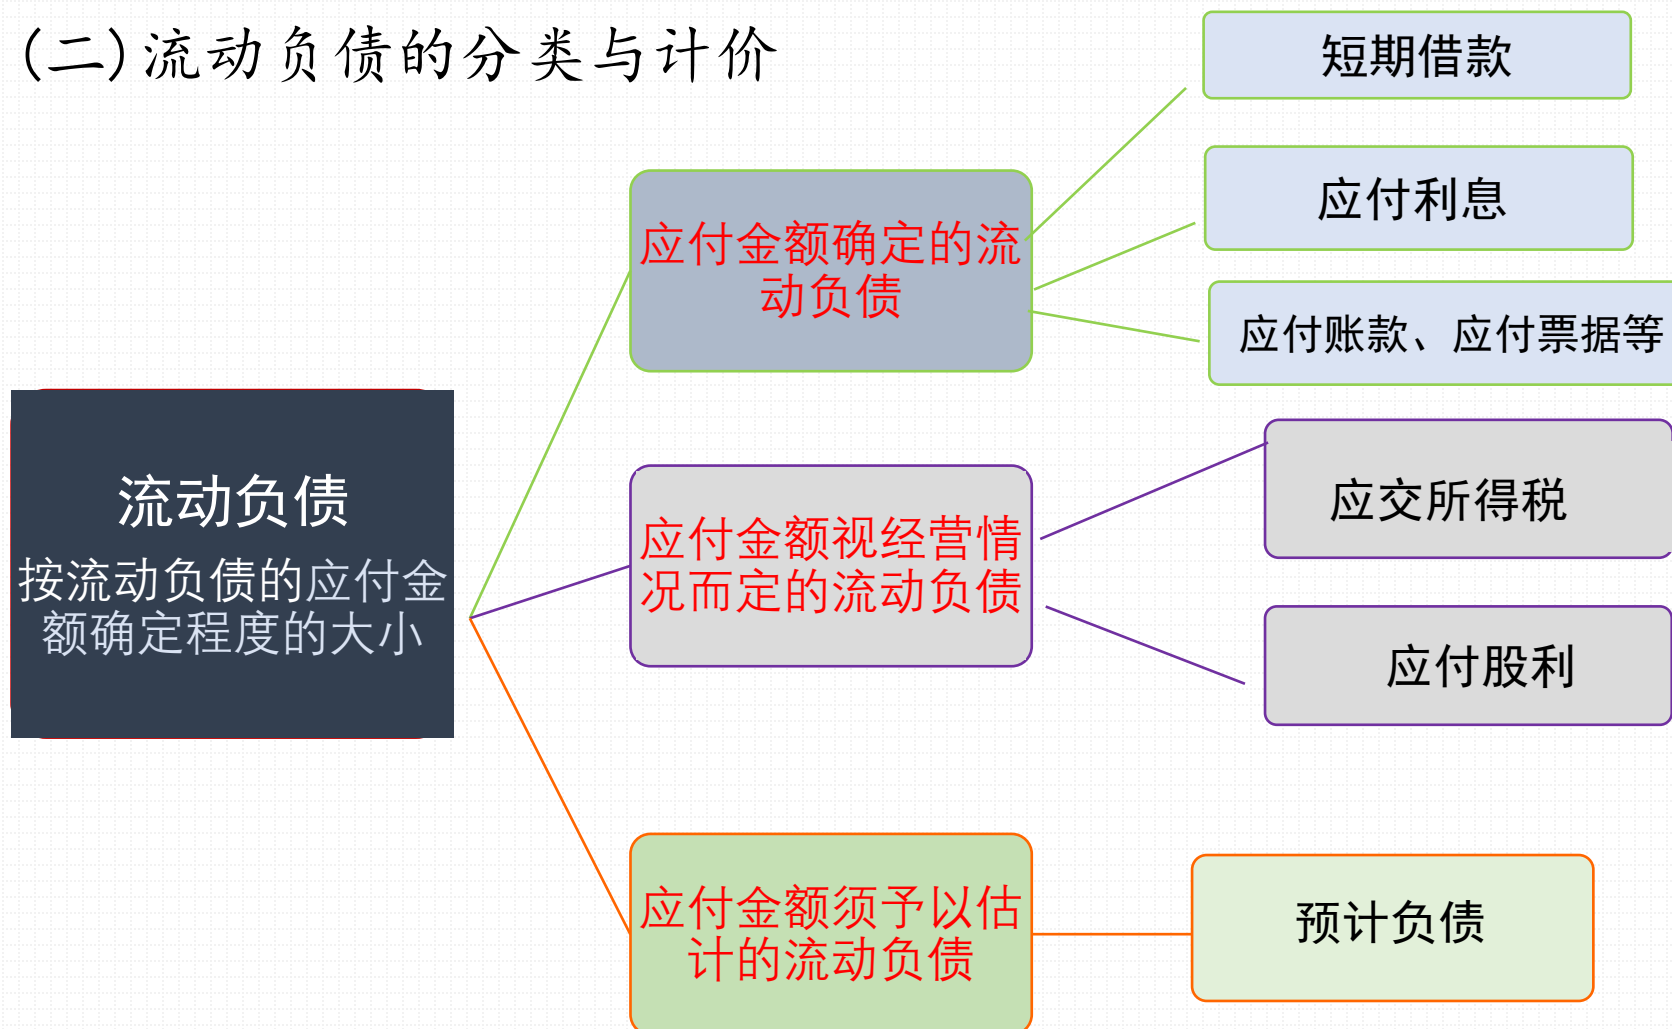 (二)流动负债的分类与计价
短期借款
应付利息
应付账款、应付票据等
应付金额确定的流
动负债
流动负债
按流动负债的应付金
额确定程度的大小
应付金额视经营情
况而定的流动负债
应交所得税
应付股利
应付金额须予以估
计的流动负债
预计负债